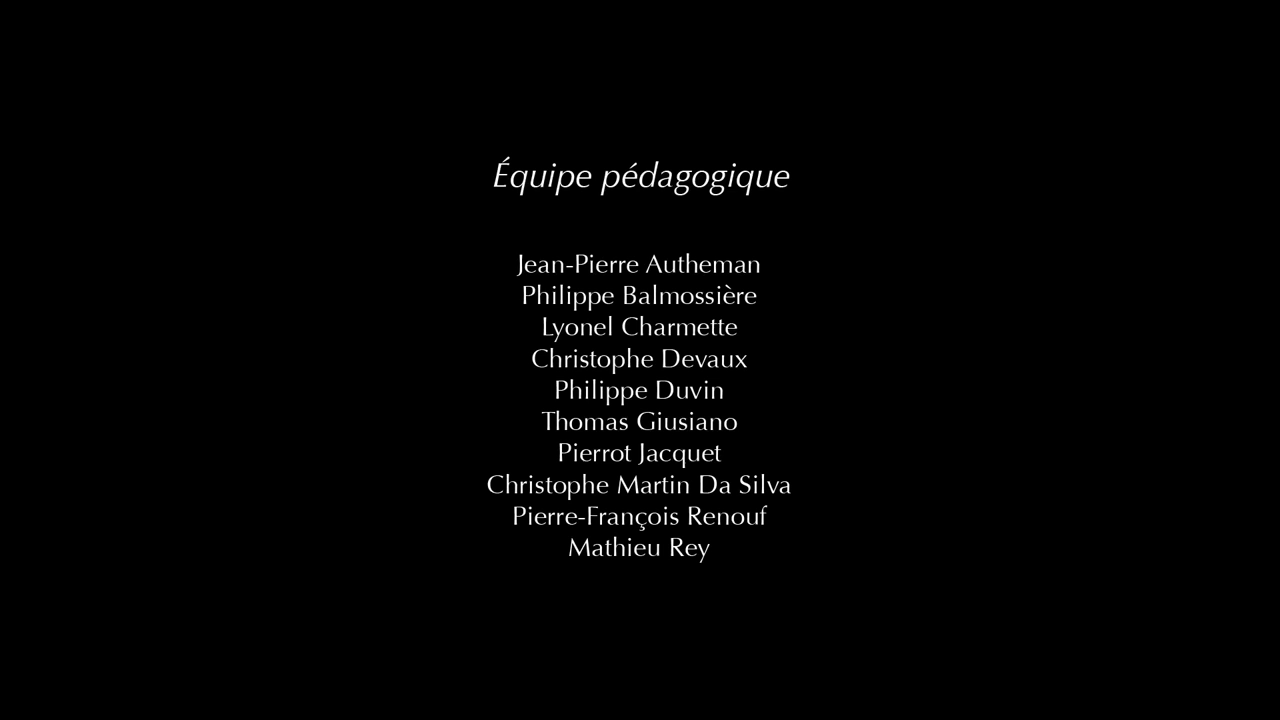 Équipe pédagogique
Jean-Pierre Autheman
Philippe Balmossière
Lyonel Charmette
Christophe Devaux
Philippe Duvin
Thomas Giusiano
Pierrot Jacquet
Christophe Martin Da Silva
Pierre-François Renouf
Mathieu Rey